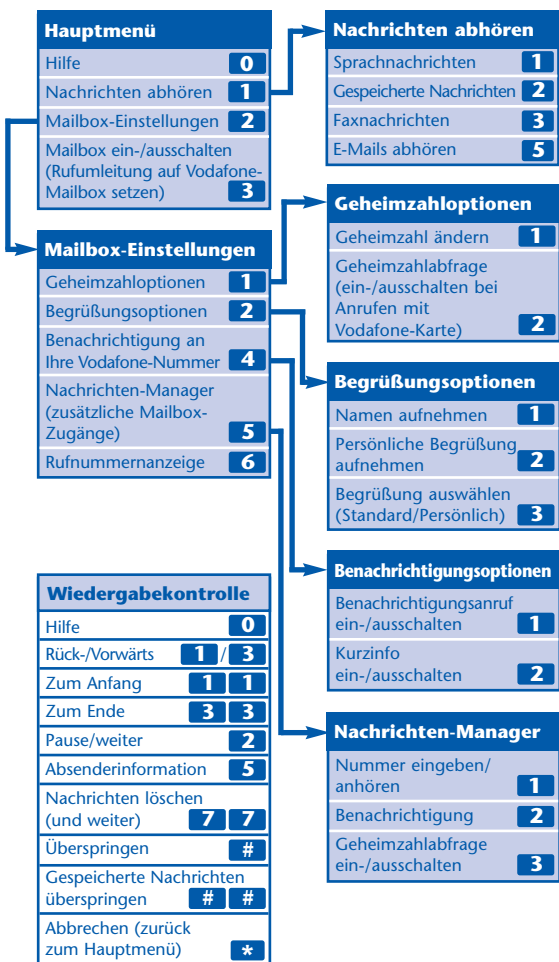 Hauptmenü
Hilfe 0
Nachrichten abhören 1
Mailbox-Einstellungen 2
Mailbox ein-/ausschalten
(Rufumleitung auf Vodafone-
Mailbox setzen) 3
Nachrichten abhören
Sprachnachrichten 1
Gespeicherte Nachrichten 2
Faxnachrichten 3
E-Mails abhören 5
Mailbox-Einstellungen
Geheimzahloptionen 1
Begrüßungsoptionen 2
Benachrichtigung an
Ihre Vodafone-Nummer 4
Nachrichten-Manager
(zusätzliche Mailbox-
Zugänge) 5
Rufnummernanzeige 6
Geheimzahloptionen
Geheimzahl ändern 1
Geheimzahlabfrage
(ein-/ausschalten bei
Anrufen mit
Vodafone-Karte) 2
Begrüßungsoptionen
Namen aufnehmen 1
Persönliche Begrüßung
aufnehmen 2
Begrüßung auswählen
(Standard/Persönlich) 3
Benachrichtigungsoptionen
Benachrichtigungsanruf
ein-/ausschalten 1
Kurzinfo
ein-/ausschalten 2
Nachrichten-Manager
Nummer eingeben/
anhören 1
Benachrichtigung 2
Geheimzahlabfrage
ein-/ausschalten 3
Wiedergabekontrolle
Hilfe 0
Rück-/Vorwärts 1 / 3
Zum Anfang 1 1
Zum Ende 3 3
Pause/weiter 2
Absenderinformation 5
Nachrichten löschen
(und weiter) 7 7
Überspringen #
Gespeicherte Nachrichten
überspringen # #
Abbrechen (zurück
zum Hauptmenü) *